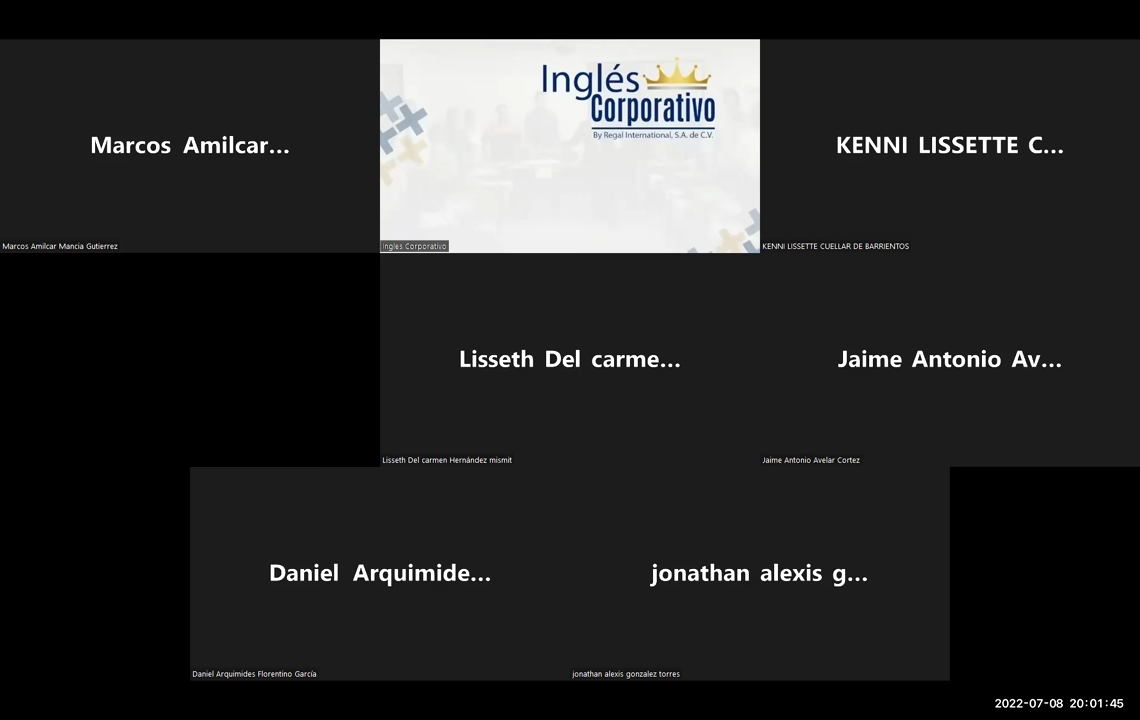 Marcos Amilcar...
Inglés
Corporativo
By Regal International, S.A. de C.V.
KENNI LISSETTE C...
Marcos Amilcar Mancia Gutierrez
Ingles Corporativo
KENNI LISSETTE CUELLAR DE BARRIENTOS
Lisseth Del carme...
Jaime Antonio Av...
Lisseth Del carmen Hernández mismit
Jaime Antonio Avelar Cortez
Daniel Arquimide...
jonathan alexis g...
Daniel Arquimides Florentino García
jonathan alexis gonzalez torres
2022-07-08 20:01:45